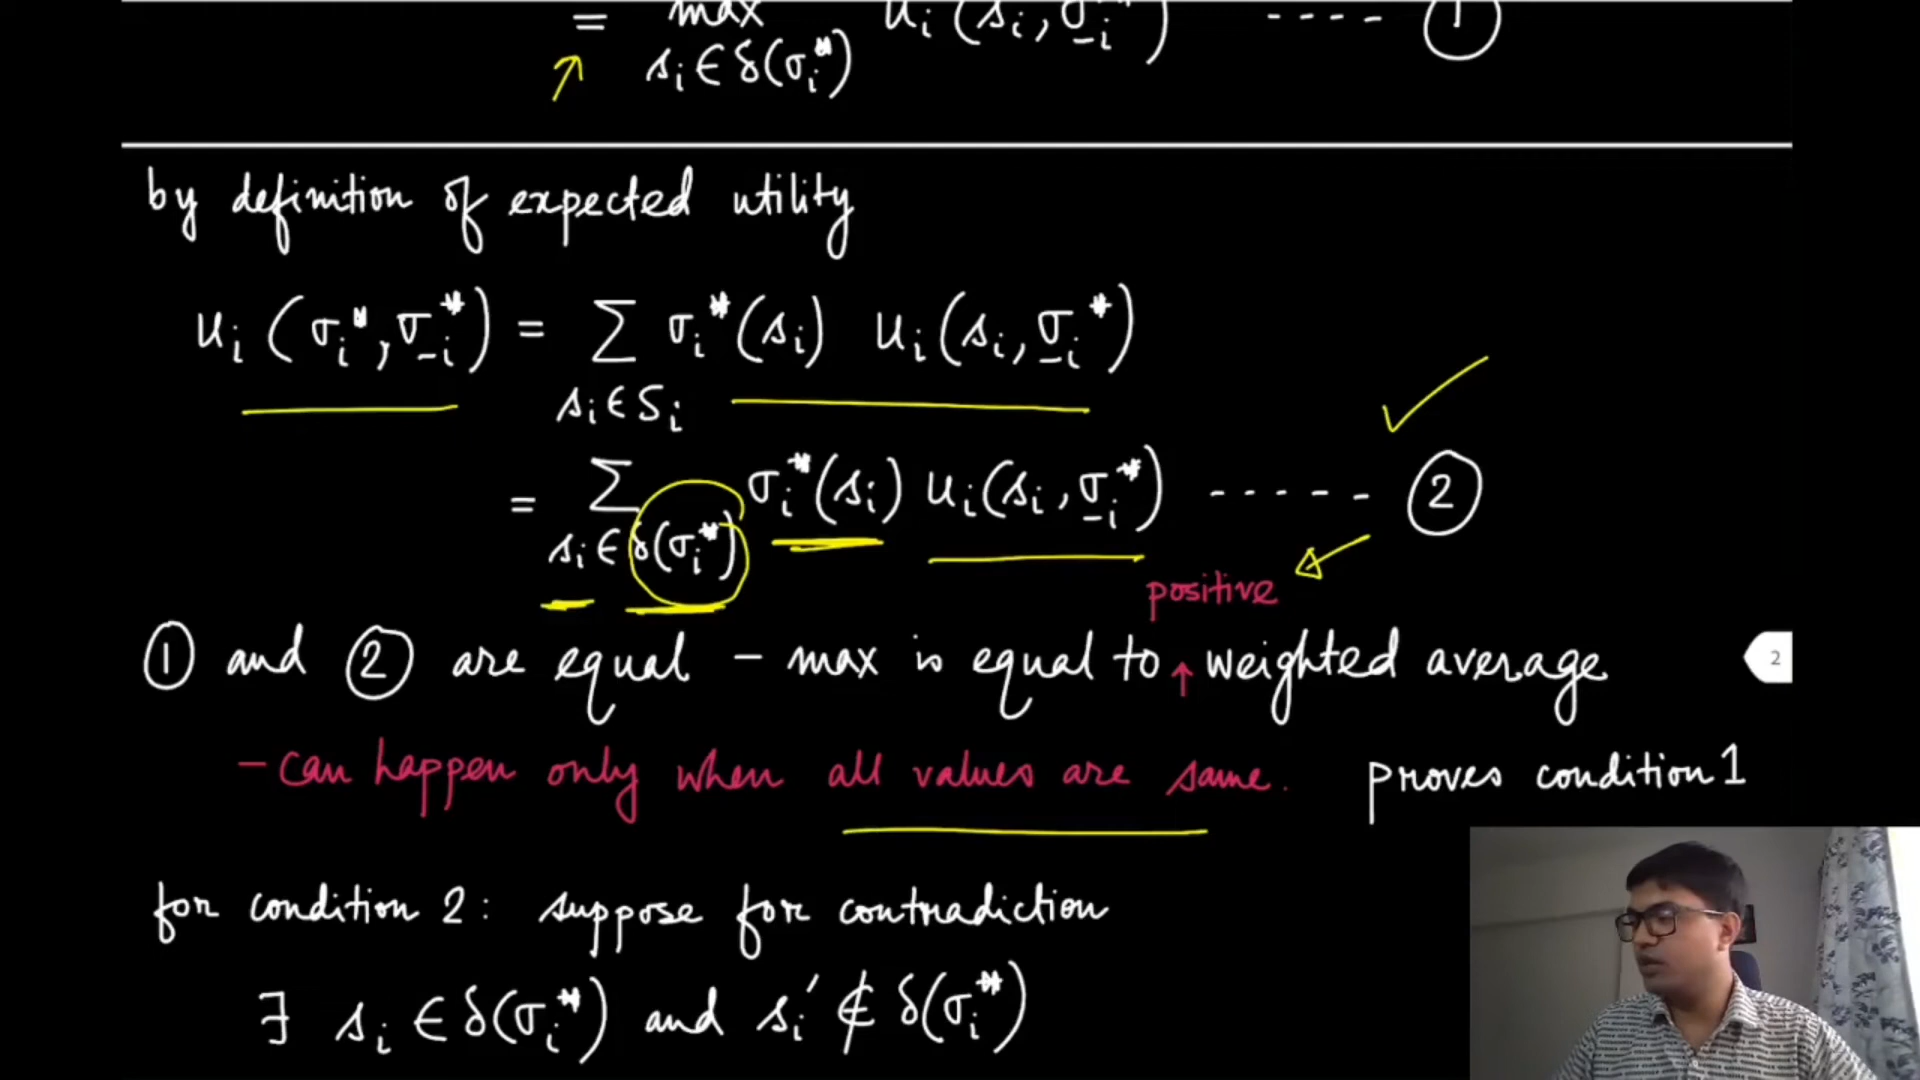 = max u_i (s_i, σ_-i*) ---- ①
s_i ∈ δ(σ_i*)
by definition of expected utility
u_i (σ_i*, σ_-i*) = Σ σ_i*(s_i) u_i(s_i, σ_-i*)
s_i ∈ S_i
= Σ σ_i*(s_i) u_i(s_i, σ_-i*) ----- ②
s_i ∈ δ(σ_i*)
positive
① and ② are equal – max is equal to ↑ weighted average
2
– can happen only when all values are same. proves condition 1
for condition 2: suppose for contradiction
∃ s_i ∈ δ(σ_i*) and s_i' ∉ δ(σ_i*)